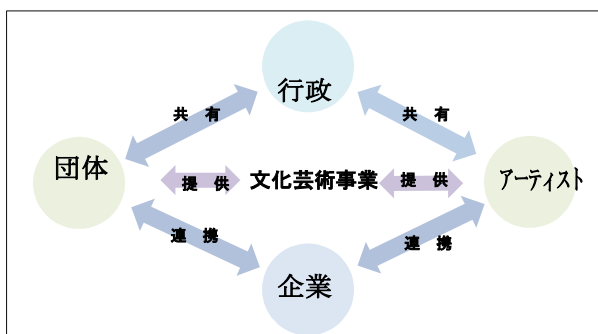 行政
共 有
共 有
団体
提 供
文化芸術事業
提 供
アーティスト
連 携
連 携
企業